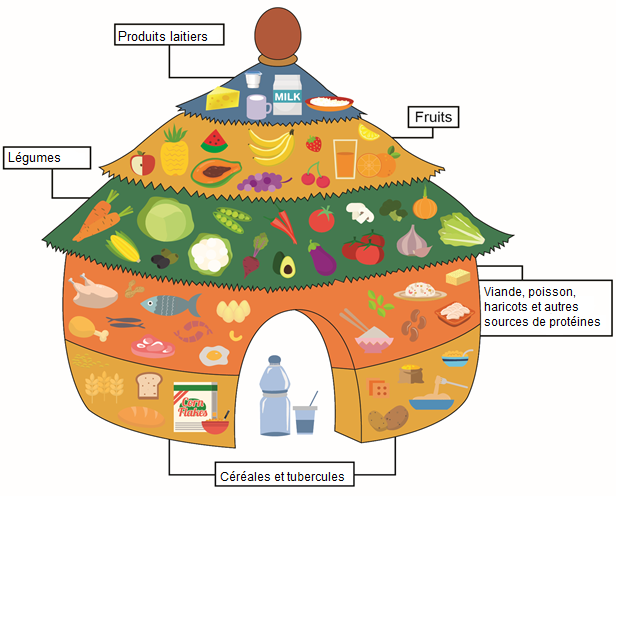 Produits laitiers
MILK
Fruits
Légumes
Viande, poisson,
haricots et autres
sources de protéines
Corn
Flakes
Céréales et tubercules